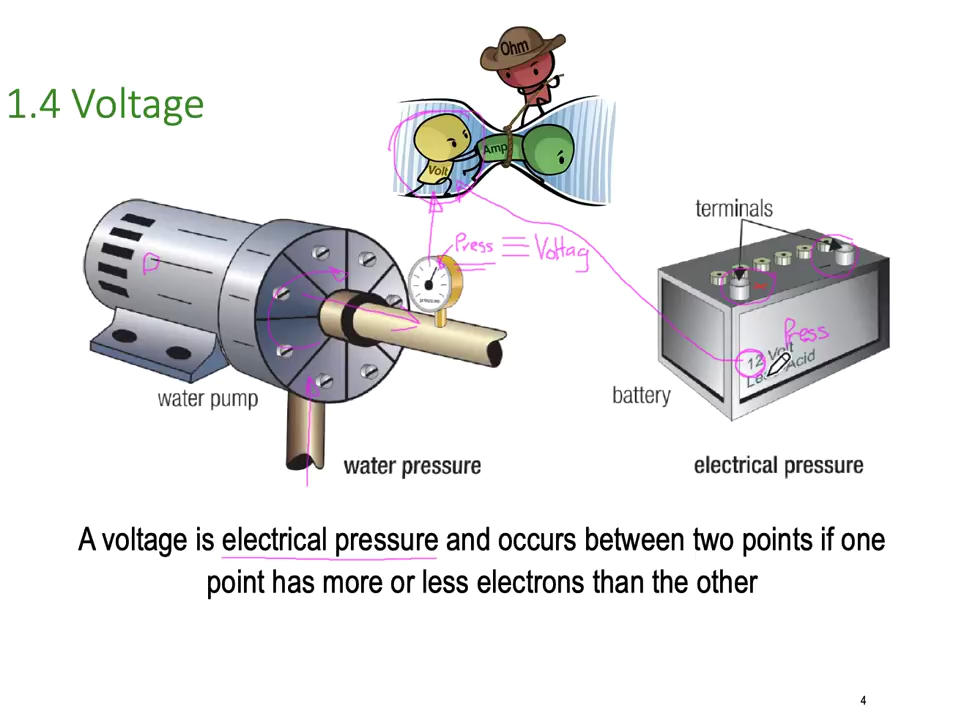 Ohm
1.4 Voltage
Amp
Volt
terminals
Press ≡ Voltag
pressure
Press
12 Volt
Lead Acid
water pump
battery
water pressure
electrical pressure
A voltage is electrical pressure and occurs between two points if one
point has more or less electrons than the other
4